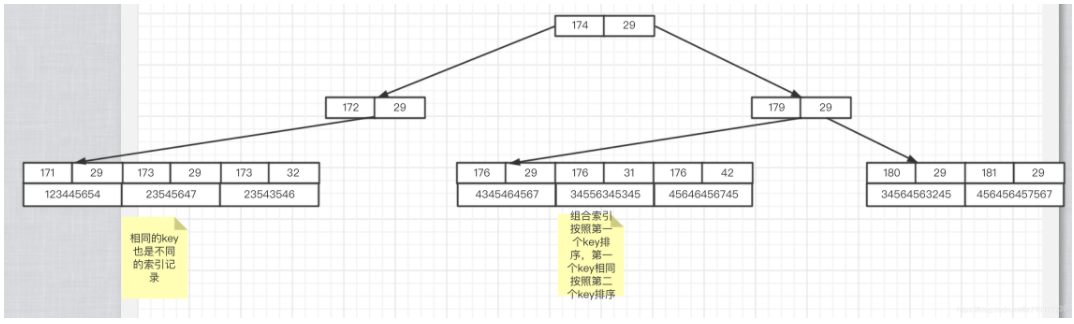 174 29
172 29
179 29
171 29 173 29 173 32
123445654 23545647 23543546
176 29 176 31 176 42
4345464567 34556345345 45646456745
180 29 181 29
34564563245 456456457567
相同的key
也是不同
的索引记
录
组合索引
按照第一
个key排
序，第一
个key相同
按照第二
个key排序